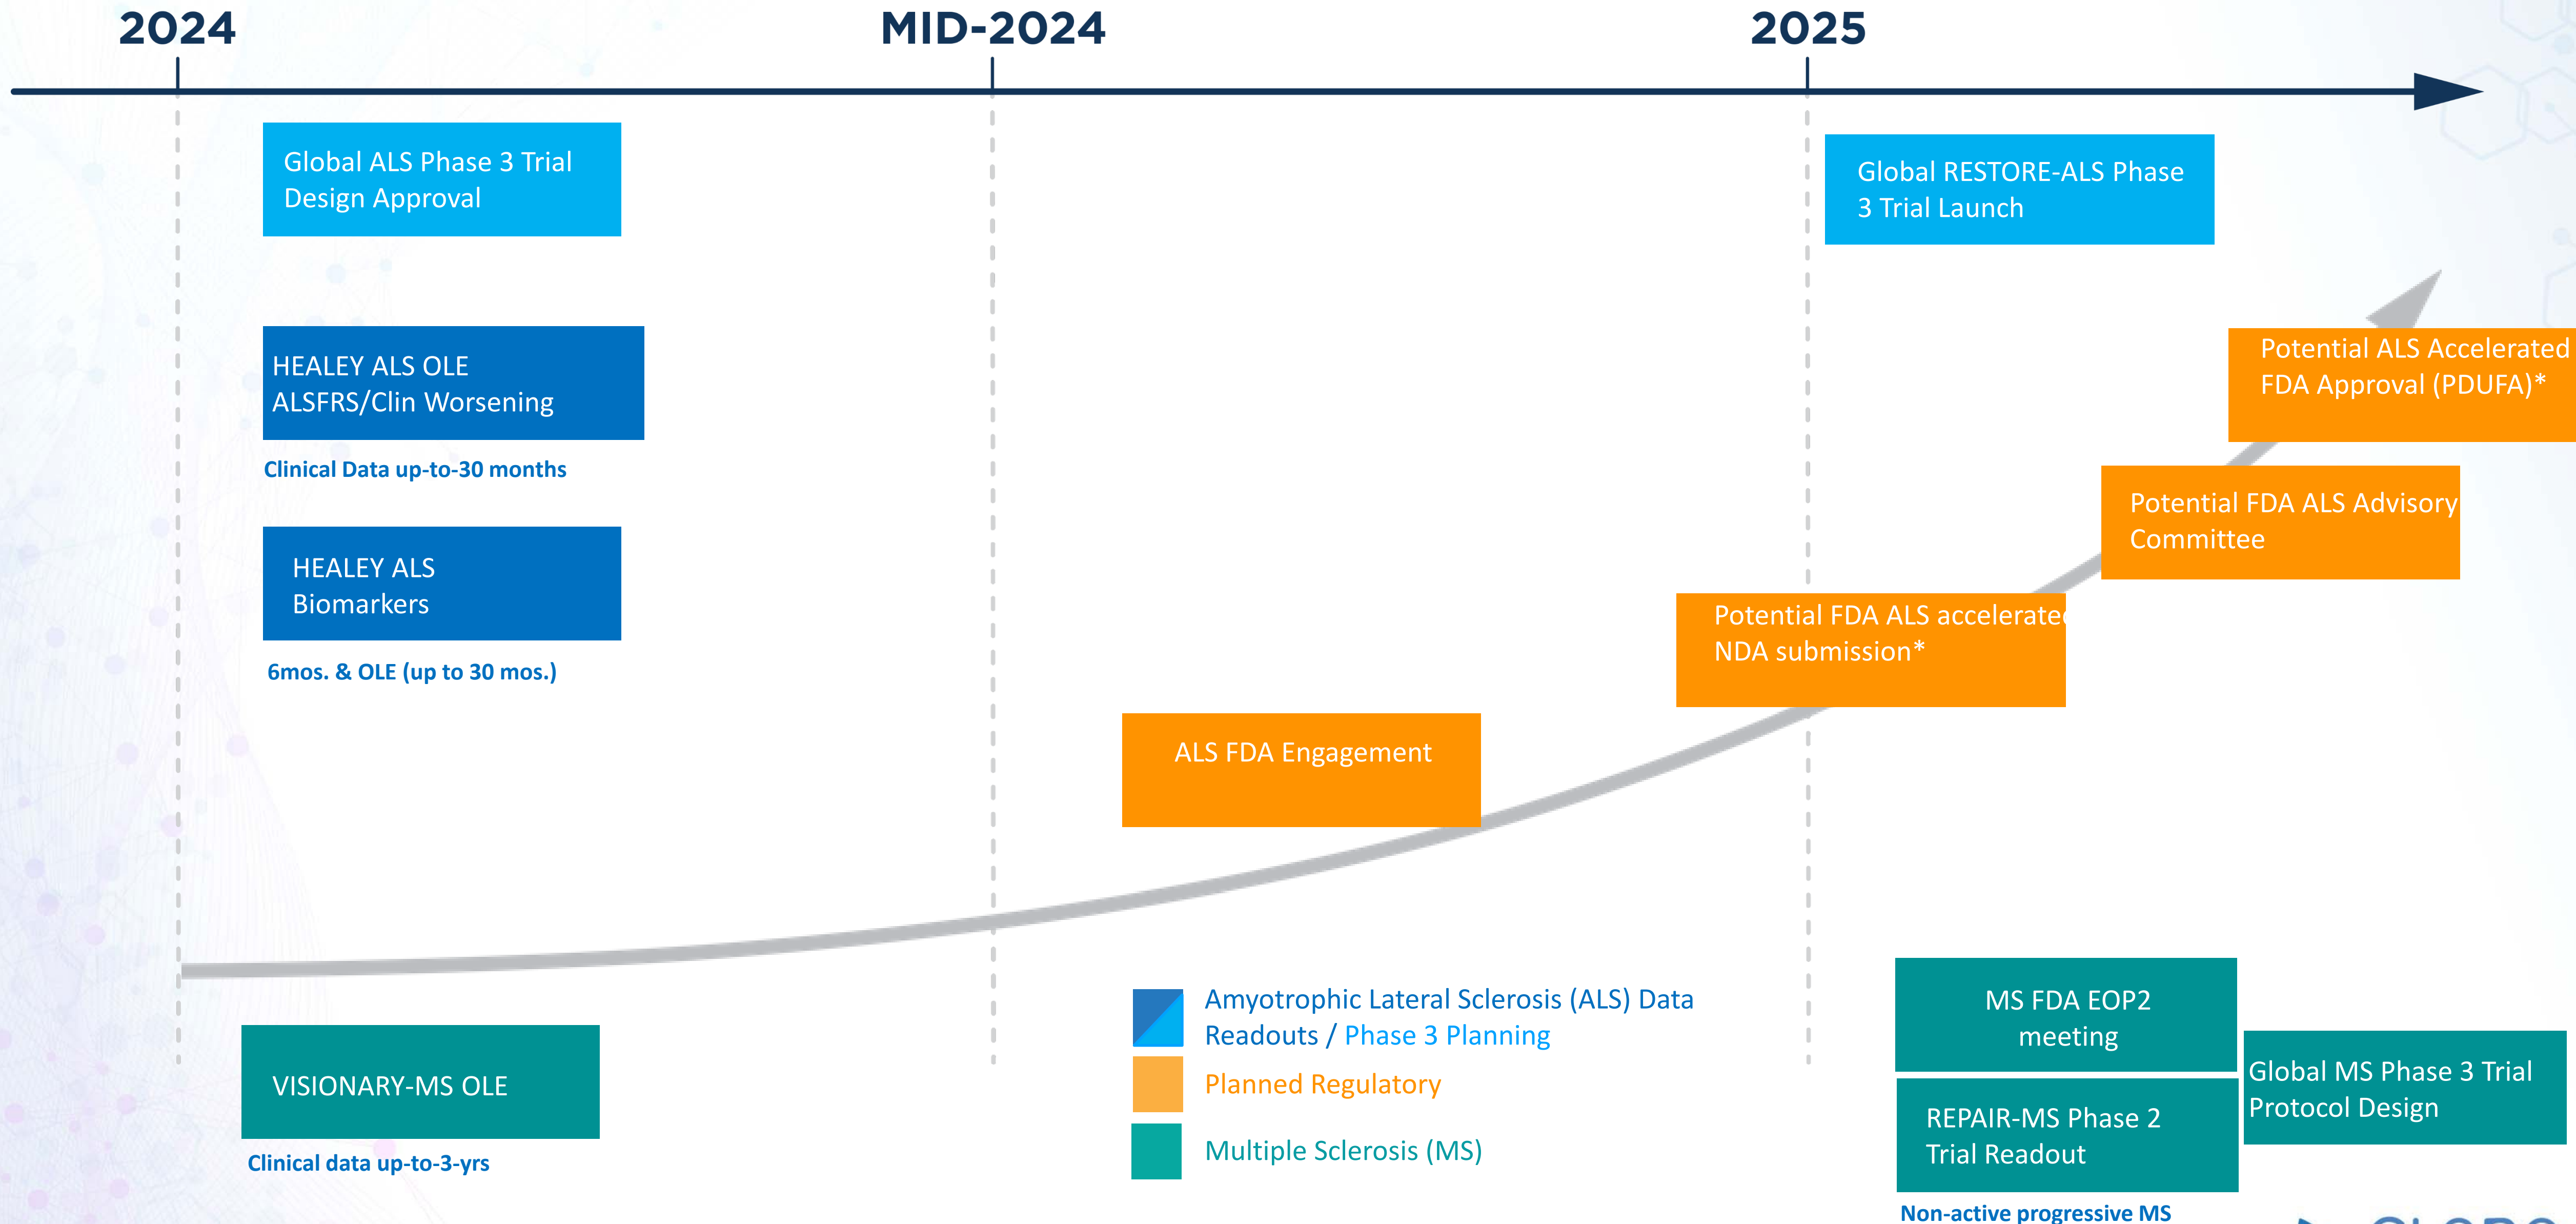 2024
MID-2024
2025
Global ALS Phase 3 Trial
Design Approval
Global RESTORE-ALS Phase
3 Trial Launch
HEALEY ALS OLE
ALSFRS/Clin Worsening
Clinical Data up-to-30 months
Potential ALS Accelerated
FDA Approval (PDUFA)*
Potential FDA ALS Advisory
Committee
HEALEY ALS
Biomarkers
6mos. & OLE (up to 30 mos.)
Potential FDA ALS accelerated
NDA submission*
ALS FDA Engagement
VISIONARY-MS OLE
Clinical data up-to-3-yrs
Amyotrophic Lateral Sclerosis (ALS) Data
Readouts / Phase 3 Planning
Planned Regulatory
Multiple Sclerosis (MS)
MS FDA EOP2
meeting
Global MS Phase 3 Trial
Protocol Design
REPAIR-MS Phase 2
Trial Readout
Non-active progressive MS